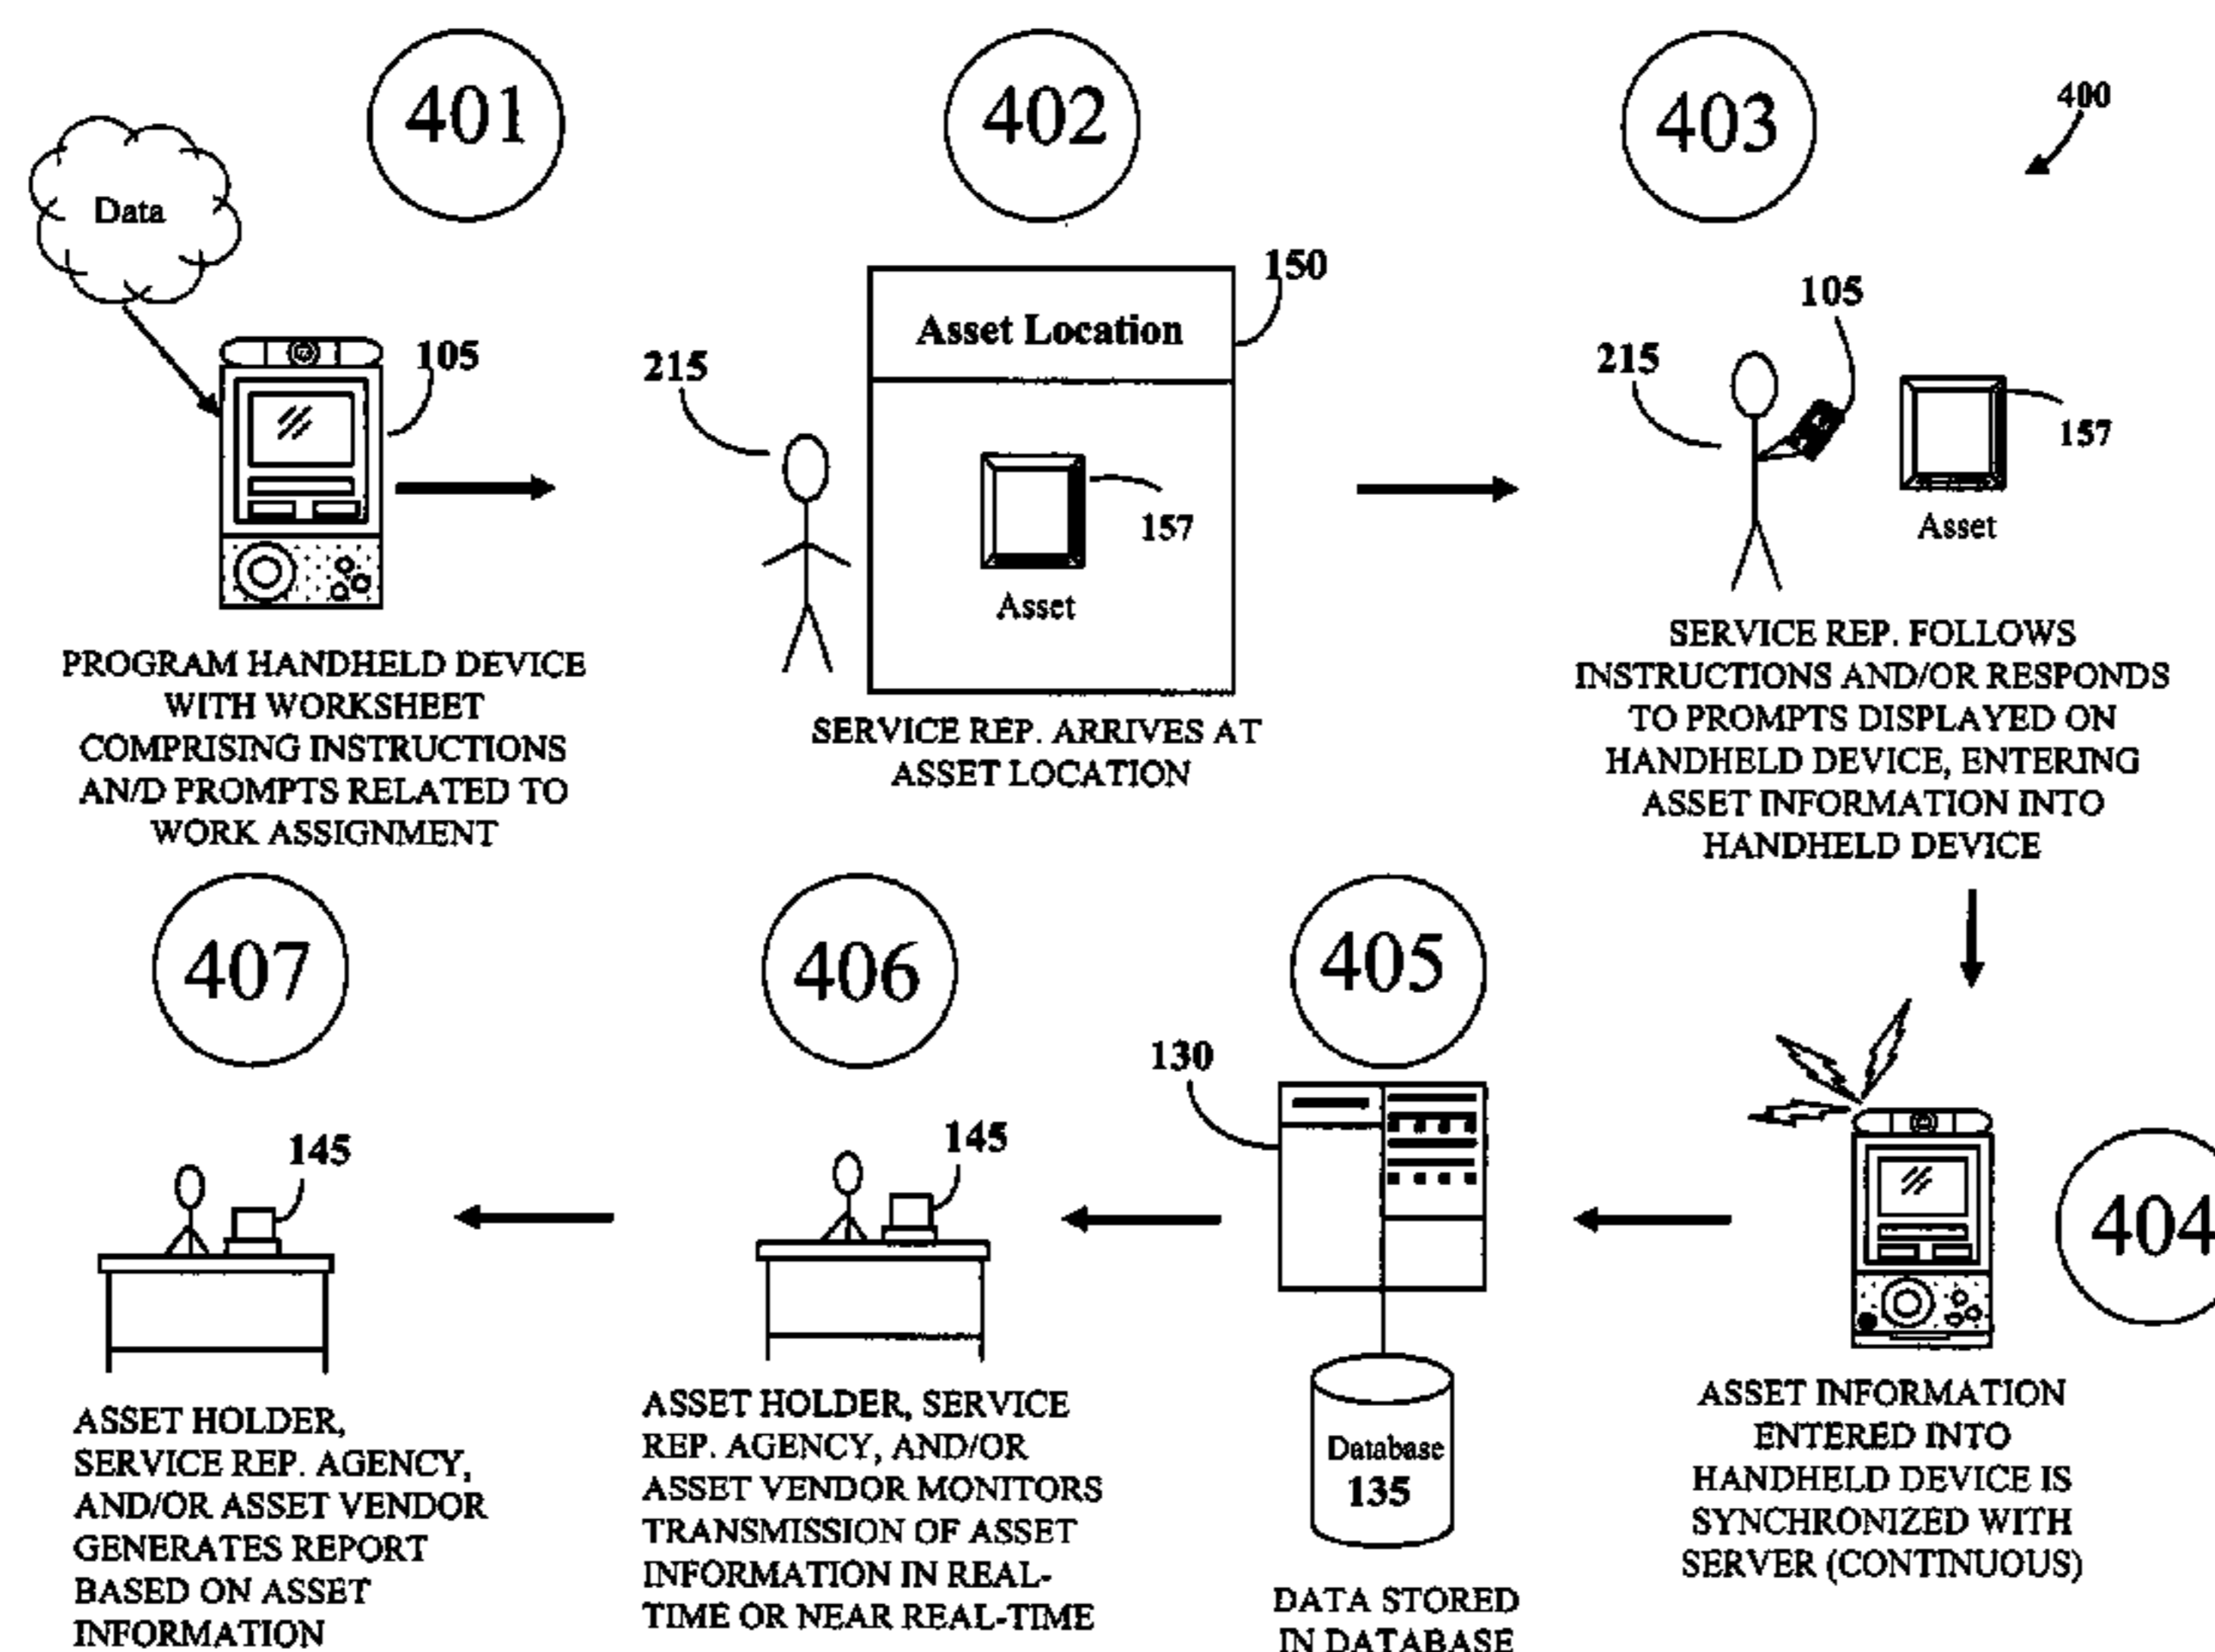 401
402
403
400
Data
105
215
Asset Location
150
157
Asset
215
105
157
Asset
PROGRAM HANDHELD DEVICE
WITH WORKSHEET
COMPRISING INSTRUCTIONS
AN/D PROMPTS RELATED TO
WORK ASSIGNMENT
SERVICE REP. ARRIVES AT
ASSET LOCATION
SERVICE REP. FOLLOWS
INSTRUCTIONS AND/OR RESPONDS
TO PROMPTS DISPLAYED ON
HANDHELD DEVICE, ENTERING
ASSET INFORMATION INTO
HANDHELD DEVICE
404
ASSET INFORMATION
ENTERED INTO
HANDHELD DEVICE IS
SYNCHRONIZED WITH
SERVER (CONTINUOUS)
405
130
Database
135
DATA STORED
IN DATABASE
406
145
ASSET HOLDER, SERVICE
REP. AGENCY, AND/OR
ASSET VENDOR MONITORS
TRANSMISSION OF ASSET
INFORMATION IN REAL-
TIME OR NEAR REAL-TIME
407
145
ASSET HOLDER,
SERVICE REP. AGENCY,
AND/OR ASSET VENDOR
GENERATES REPORT
BASED ON ASSET
INFORMATION